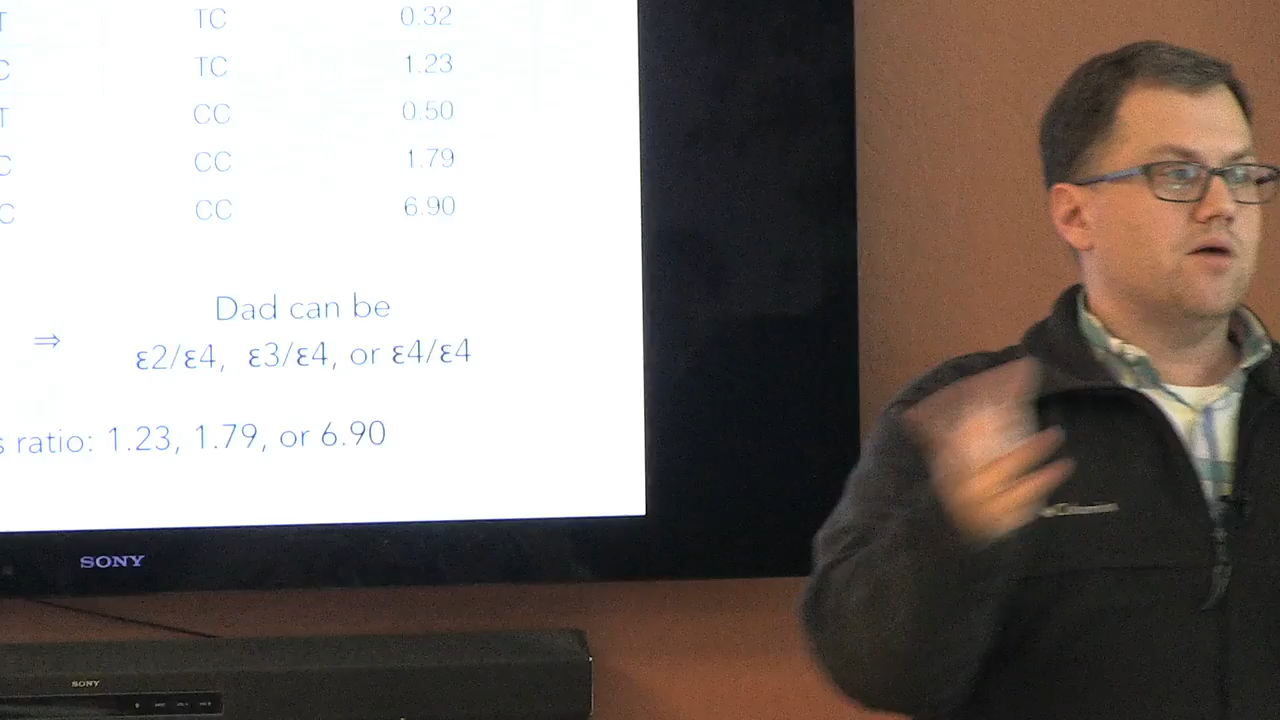 T TC 0.32
C TC 1.23
T CC 0.50
C CC 1.79
C CC 6.90
Dad can be
⇒ ε2/ε4, ε3/ε4, or ε4/ε4
s ratio: 1.23, 1.79, or 6.90
SONY
SONY